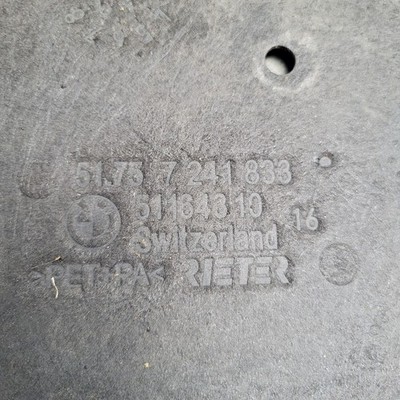 51.75 7 241 833
51164310
16
Switzerland
>PET+PA< RIETER